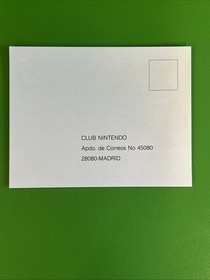 CLUB NINTENDO
Apdo. de Correos No 45080
28080-MADRID